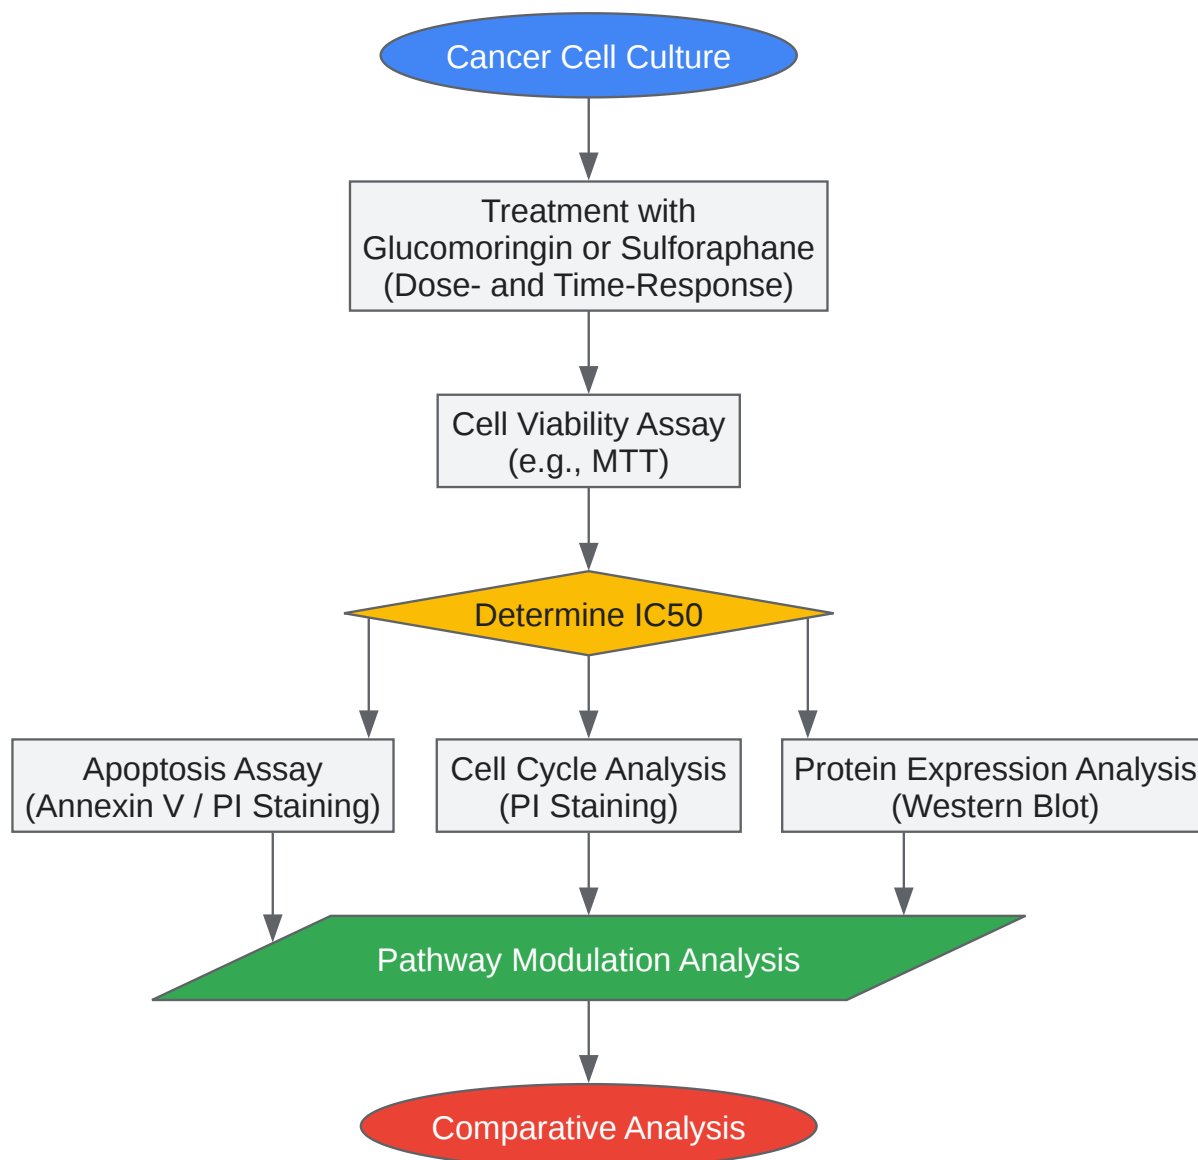 Cancer Cell Culture
Treatment with
Glucomoringin or Sulforaphane
(Dose- and Time-Response)
Cell Viability Assay
(e.g., MTT)
Determine IC50
Apoptosis Assay
(Annexin V / PI Staining)
Cell Cycle Analysis
(PI Staining)
Protein Expression Analysis
(Western Blot)
Pathway Modulation Analysis
Comparative Analysis